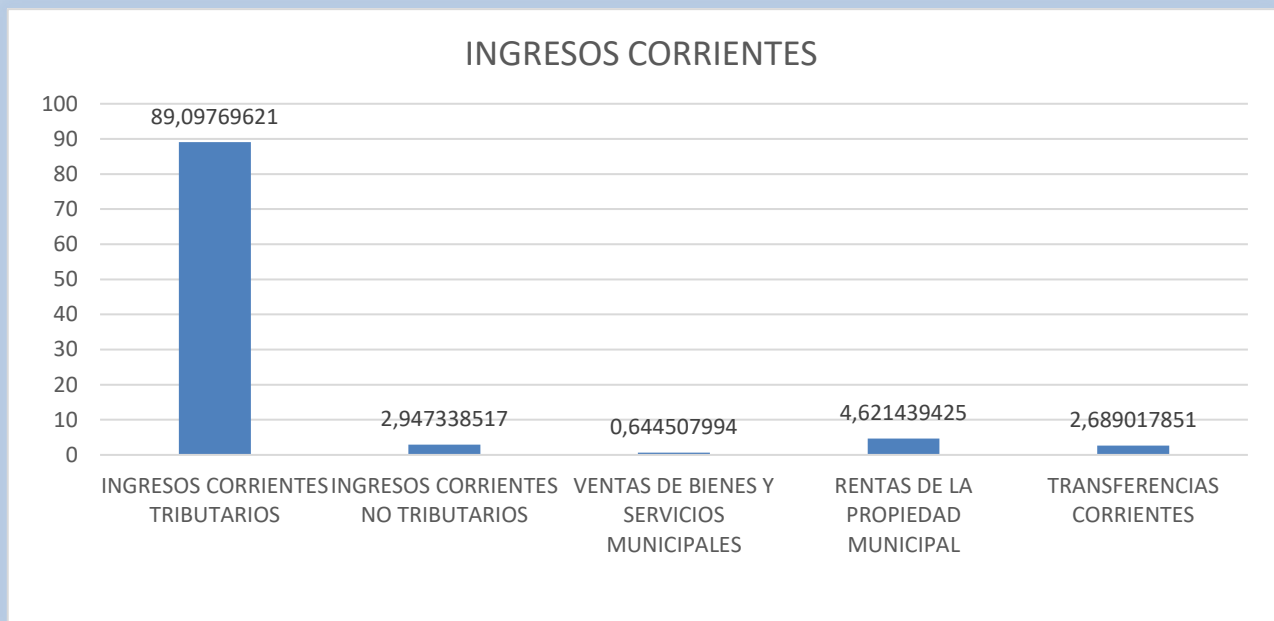 INGRESOS CORRIENTES
100
90
80
70
60
50
40
30
20
10
0
89,09769621
2,947338517
0,644507994
4,621439425
2,689017851
INGRESOS CORRIENTES
TRIBUTARIOS
INGRESOS CORRIENTES
NO TRIBUTARIOS
VENTAS DE BIENES Y
SERVICIOS
MUNICIPALES
RENTAS DE LA
PROPIEDAD
MUNICIPAL
TRANSFERENCIAS
CORRIENTES